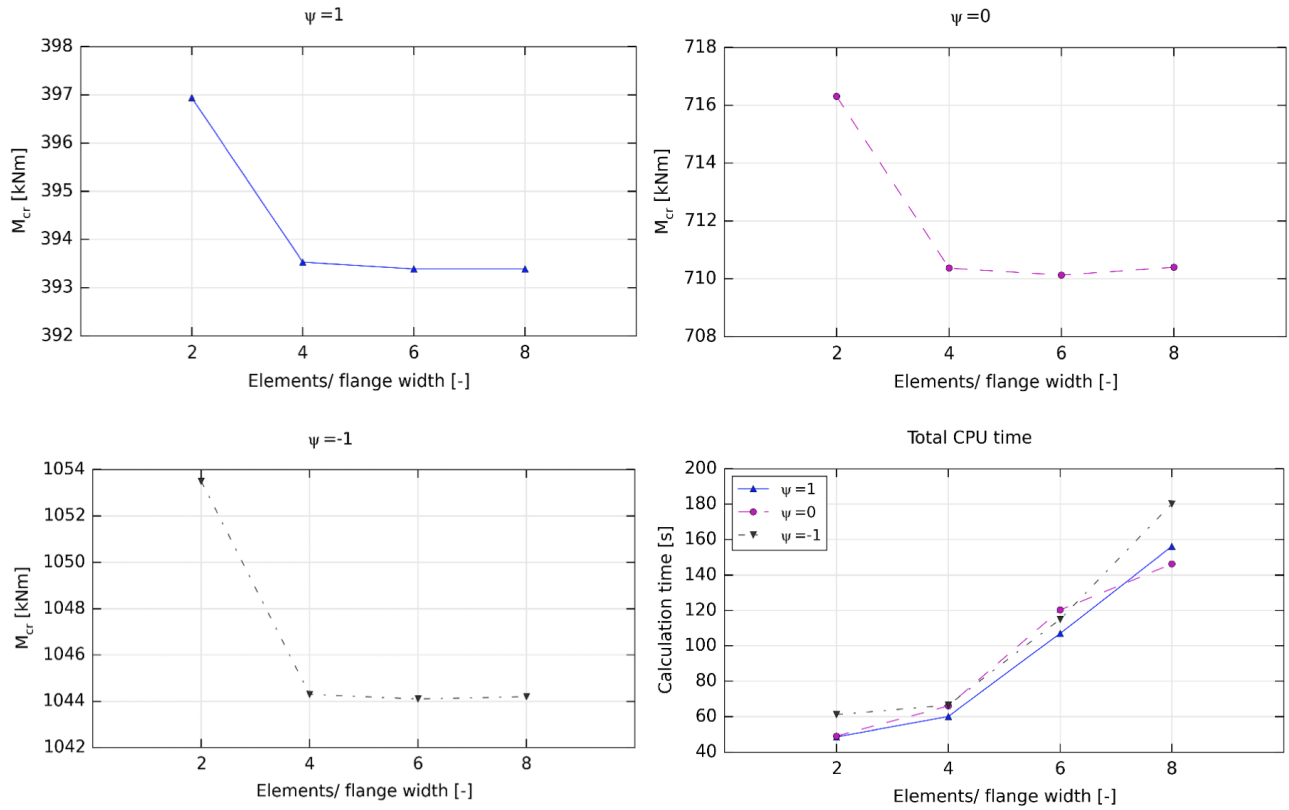 ψ=1
398
397
396
395
394
393
392
M_cr [kNm]
2 4 6 8
Elements/ flange width [-]
ψ=0
718
716
714
712
710
708
M_cr [kNm]
2 4 6 8
Elements/ flange width [-]
ψ=-1
1054
1052
1050
1048
1046
1044
1042
M_cr [kNm]
2 4 6 8
Elements/ flange width [-]
Total CPU time
200
180
160
140
120
100
80
60
40
Calculation time [s]
ψ=1
ψ=0
ψ=-1
2 4 6 8
Elements/ flange width [-]